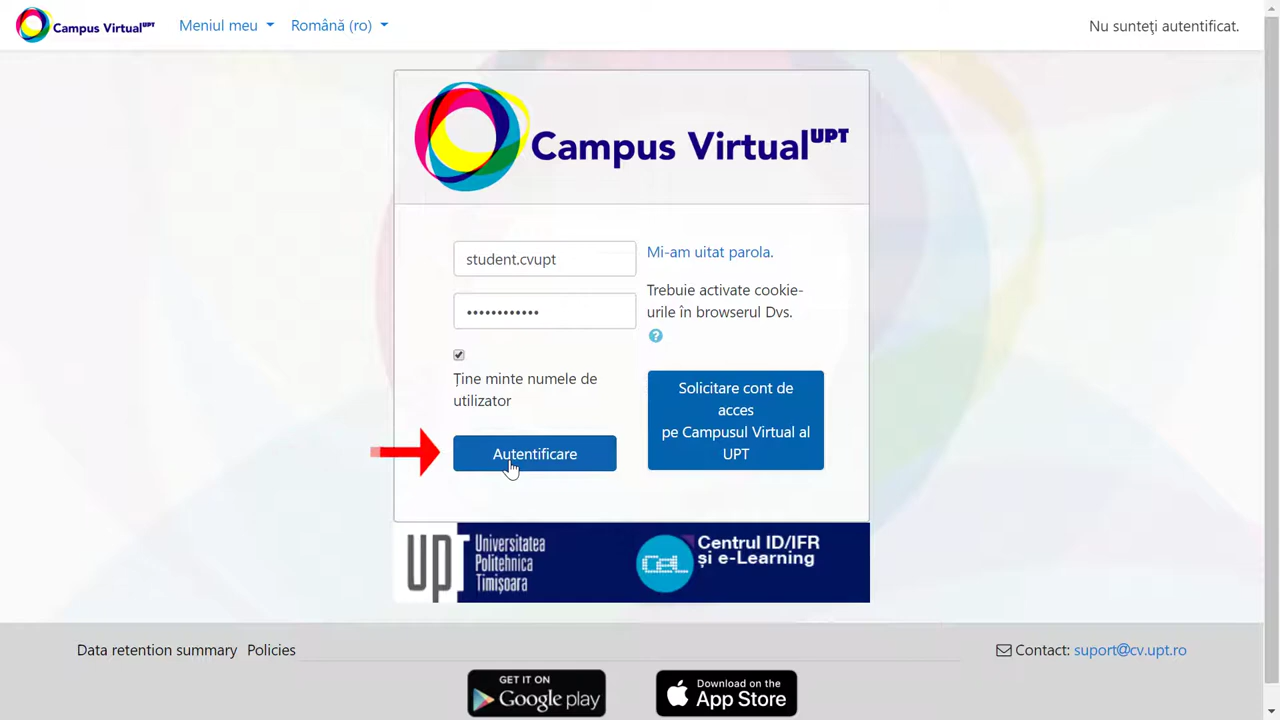 Campus Virtual UPT Meniul meu Română (ro) Nu sunteţi autentificat.
Campus Virtual UPT
student.cvupt
••••••••••••
Ține minte numele de
utilizator
Autentificare
Mi-am uitat parola.
Trebuie activate cookie-
urile în browserul Dvs.
?
Solicitare cont de
acces
pe Campusul Virtual al
UPT
UPT
Universitatea
Politehnica
Timișoara
CeL
Centrul ID/IFR
și e-Learning
Data retention summary Policies
Contact: suport@cv.upt.ro
GET IT ON
Google play
Download on the
App Store